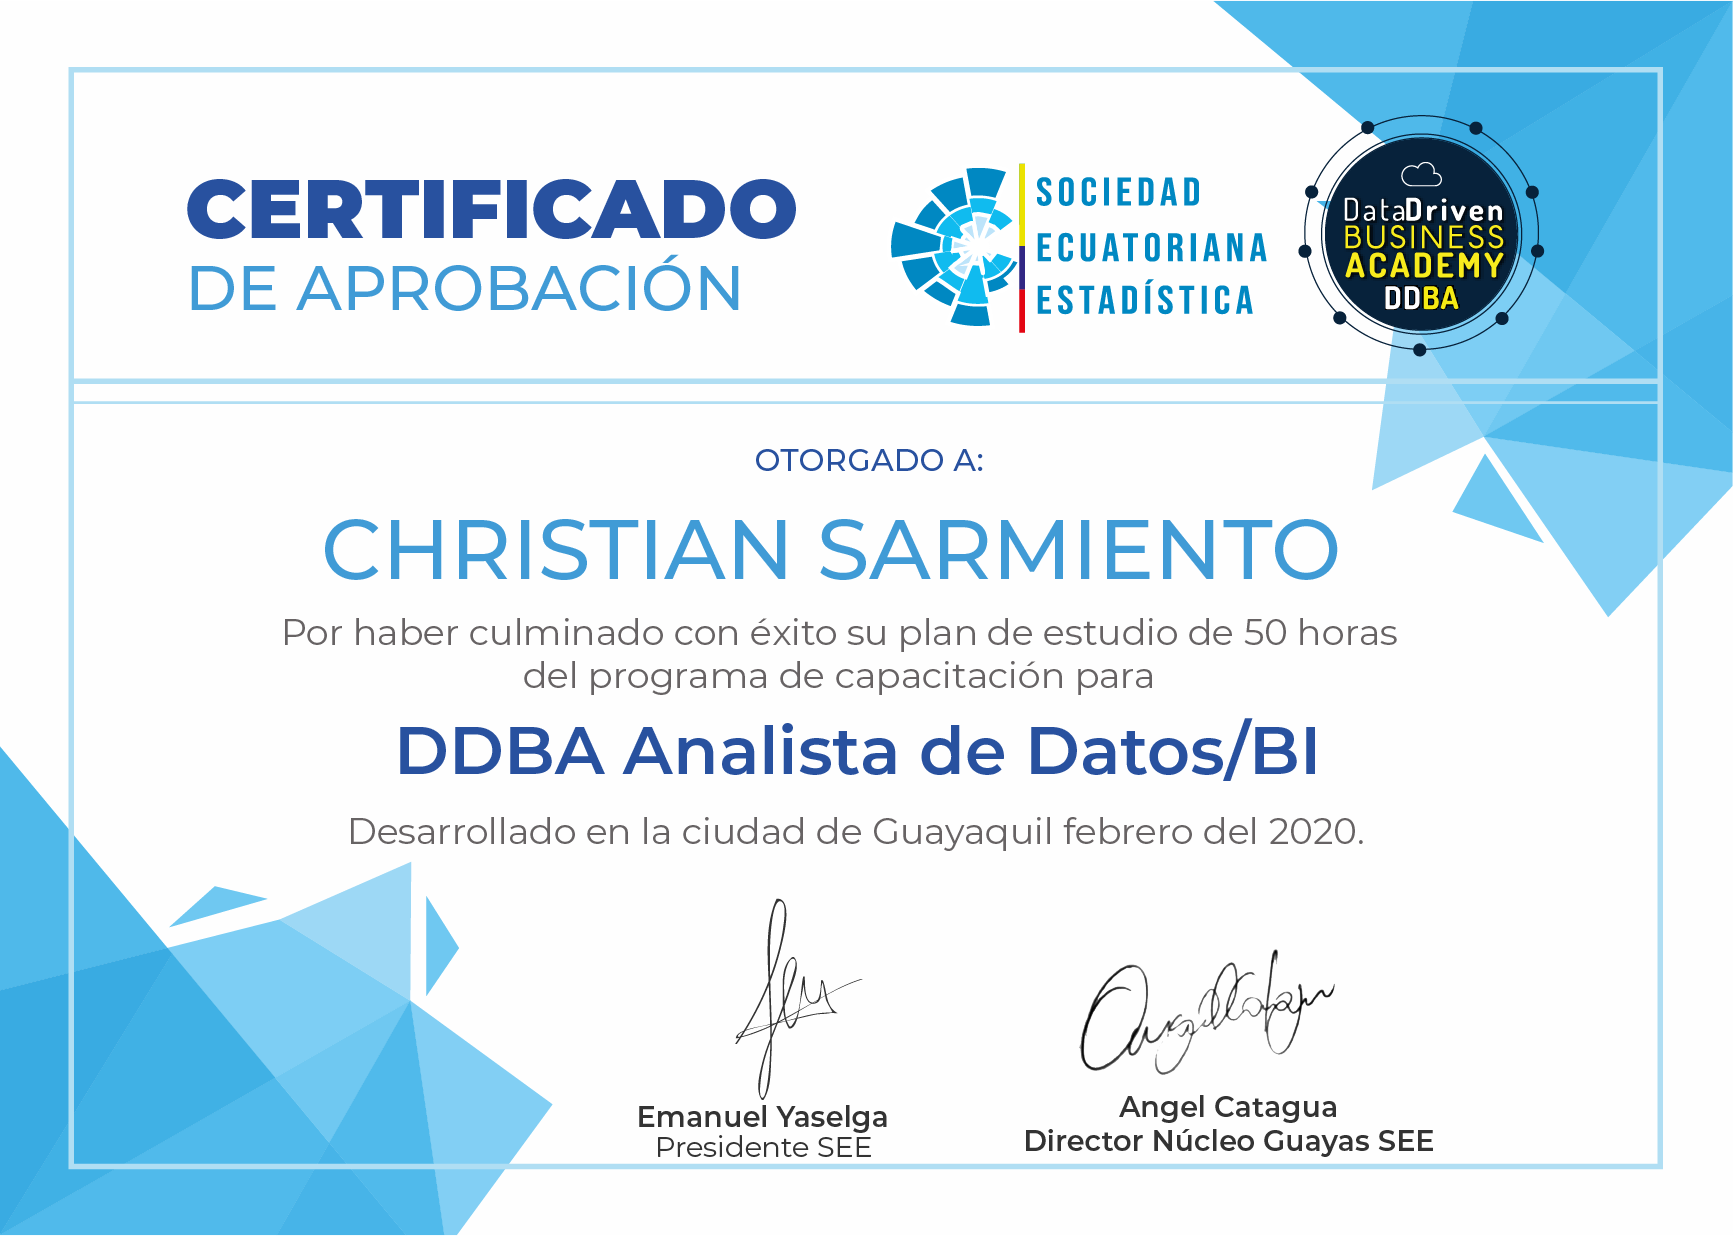 CERTIFICADO
DE APROBACIÓN
SOCIEDAD
ECUATORIANA
ESTADÍSTICA
DataDriven
BUSINESS
ACADEMY
DDBA
OTORGADO A:
CHRISTIAN SARMIENTO
Por haber culminado con éxito su plan de estudio de 50 horas
del programa de capacitación para
DDBA Analista de Datos/BI
Desarrollado en la ciudad de Guayaquil febrero del 2020.
Emanuel Yaselga
Presidente SEE
Angel Catagua
Director Núcleo Guayas SEE